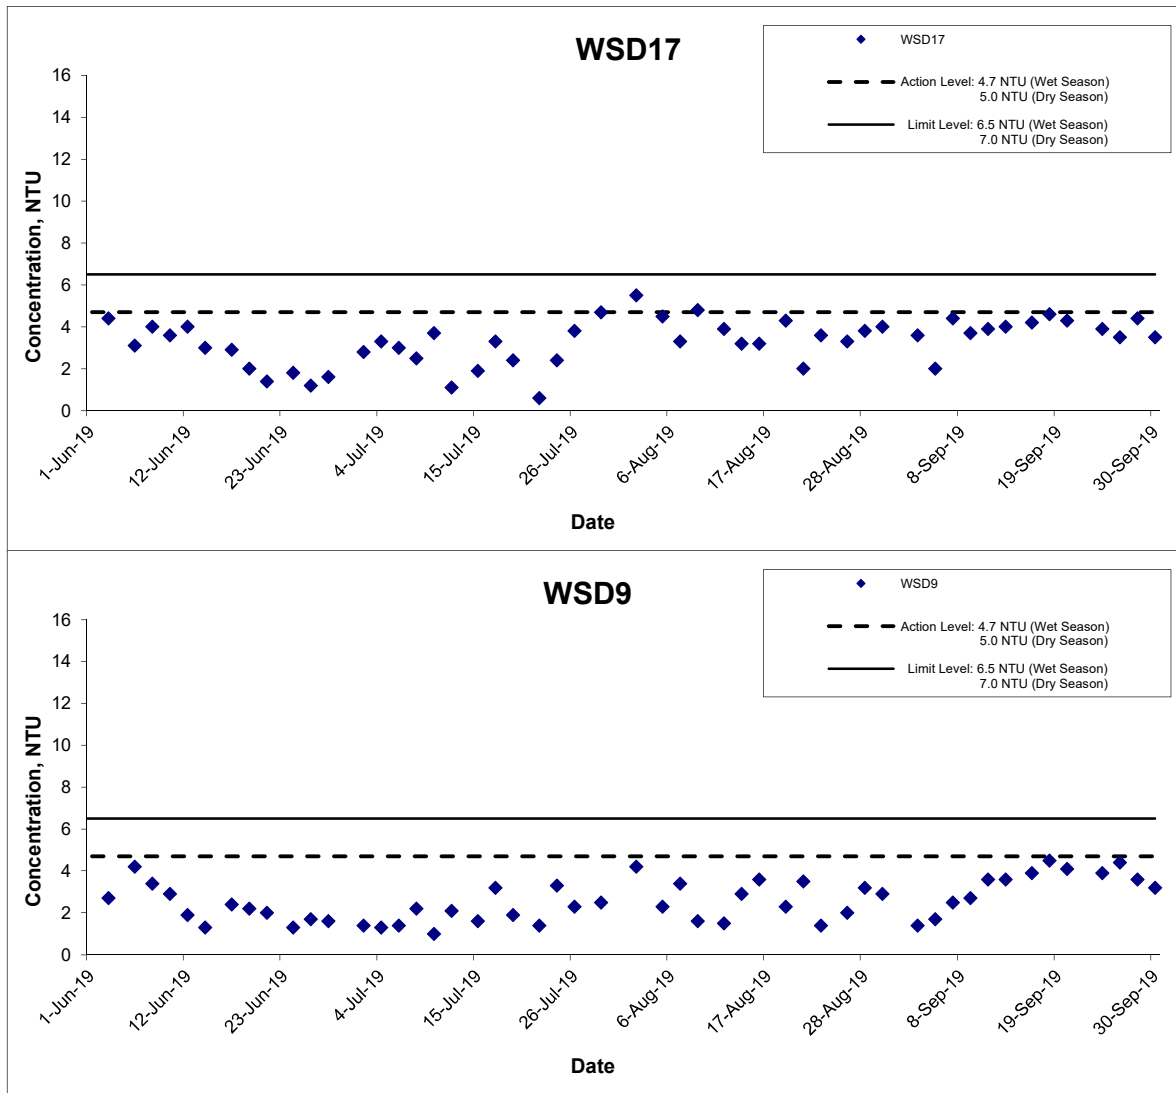 WSD17
WSD17
Action Level: 4.7 NTU (Wet Season)
5.0 NTU (Dry Season)
Limit Level: 6.5 NTU (Wet Season)
7.0 NTU (Dry Season)
Concentration, NTU
16
14
12
10
8
6
4
2
0
1-Jun-19
12-Jun-19
23-Jun-19
4-Jul-19
15-Jul-19
26-Jul-19
6-Aug-19
17-Aug-19
28-Aug-19
8-Sep-19
19-Sep-19
30-Sep-19
Date
WSD9
WSD9
Action Level: 4.7 NTU (Wet Season)
5.0 NTU (Dry Season)
Limit Level: 6.5 NTU (Wet Season)
7.0 NTU (Dry Season)
Concentration, NTU
16
14
12
10
8
6
4
2
0
1-Jun-19
12-Jun-19
23-Jun-19
4-Jul-19
15-Jul-19
26-Jul-19
6-Aug-19
17-Aug-19
28-Aug-19
8-Sep-19
19-Sep-19
30-Sep-19
Date